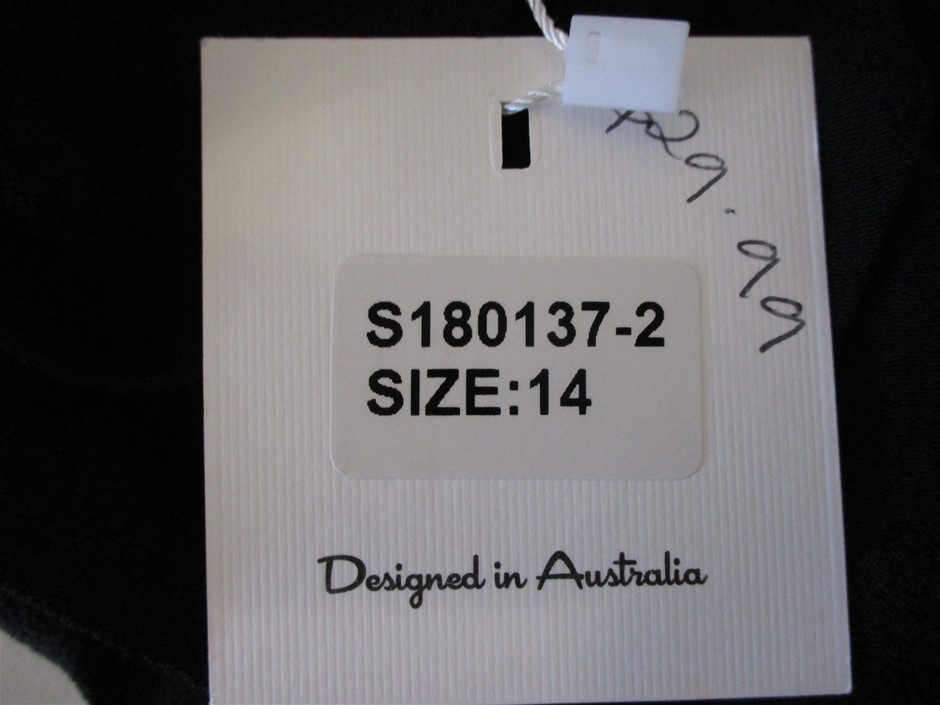 $29.99
S180137-2
SIZE:14
Designed in Australia